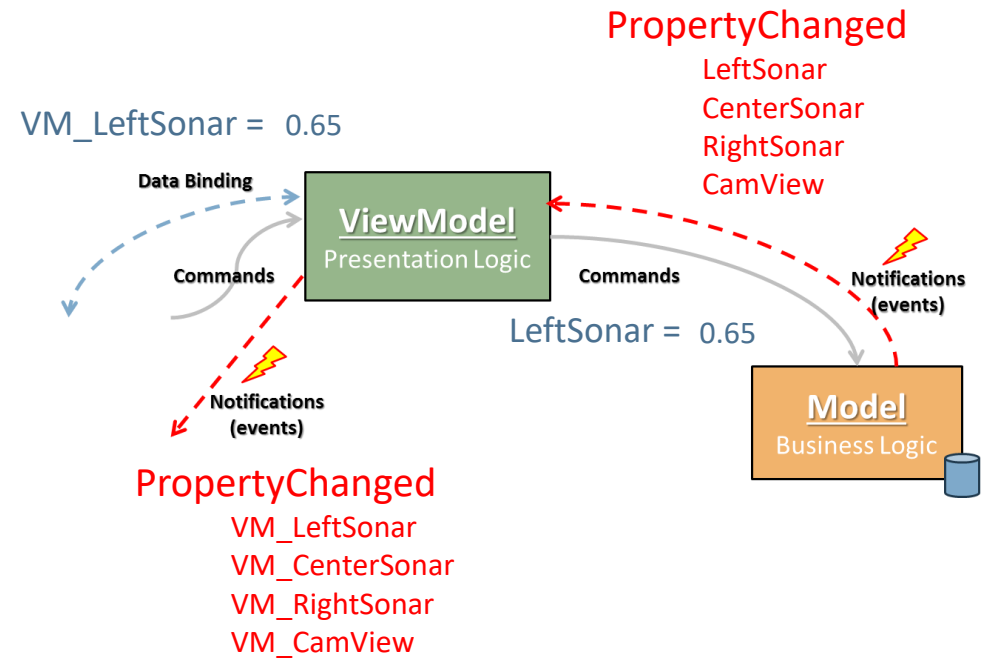 PropertyChanged
LeftSonar
CenterSonar
RightSonar
CamView
VM_LeftSonar = 0.65
Data Binding
ViewModel
Presentation Logic
Commands
Commands
Notifications
(events)
LeftSonar = 0.65
Model
Business Logic
Notifications
(events)
PropertyChanged
VM_LeftSonar
VM_CenterSonar
VM_RightSonar
VM_CamView